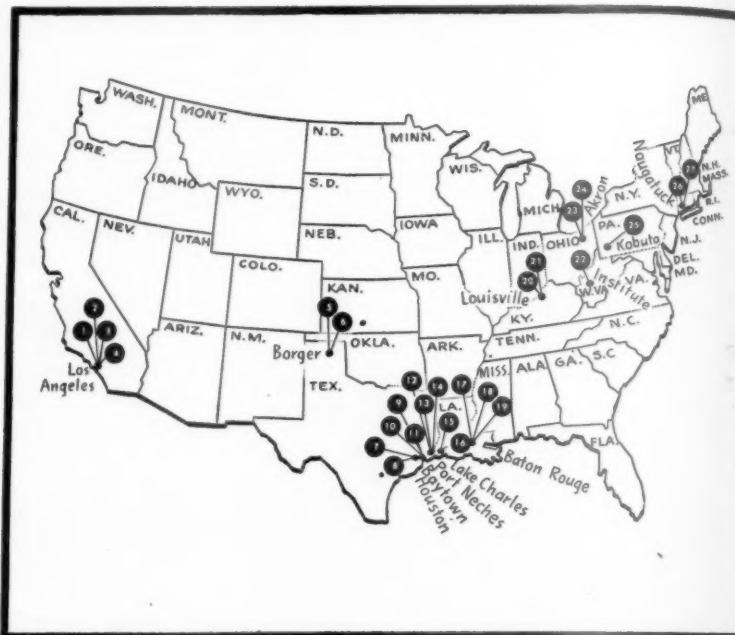 WASH.
MONT.
N.D.
MINN.
ME.
ORE.
IDAHO
WYO.
S.D.
WIS.
MICH.
N.Y.
VT.
N.H.
MASS.
R.I.
CONN.
CAL.
NEV.
UTAH
COLO.
NEB.
IOWA
ILL.
IND.
OHIO
PA.
N.J.
DEL.
MD.
KAN.
MO.
KY.
W.VA.
VA.
ARIZ.
N.M.
OKLA.
ARK.
TENN.
N.C.
S.C
TEX.
LA.
MISS.
ALA.
GA.
FLA.
Los
Angeles
1
2
3
4
Borger
5
6
Houston
7
8
Baytown
9
10
11
Port Neches
12
13
14
Lake Charles
15
16
Baton Rouge
17
18
19
Louisville
20
21
Institute
22
Akron
23
24
Kobuta
25
Naugatuck
26